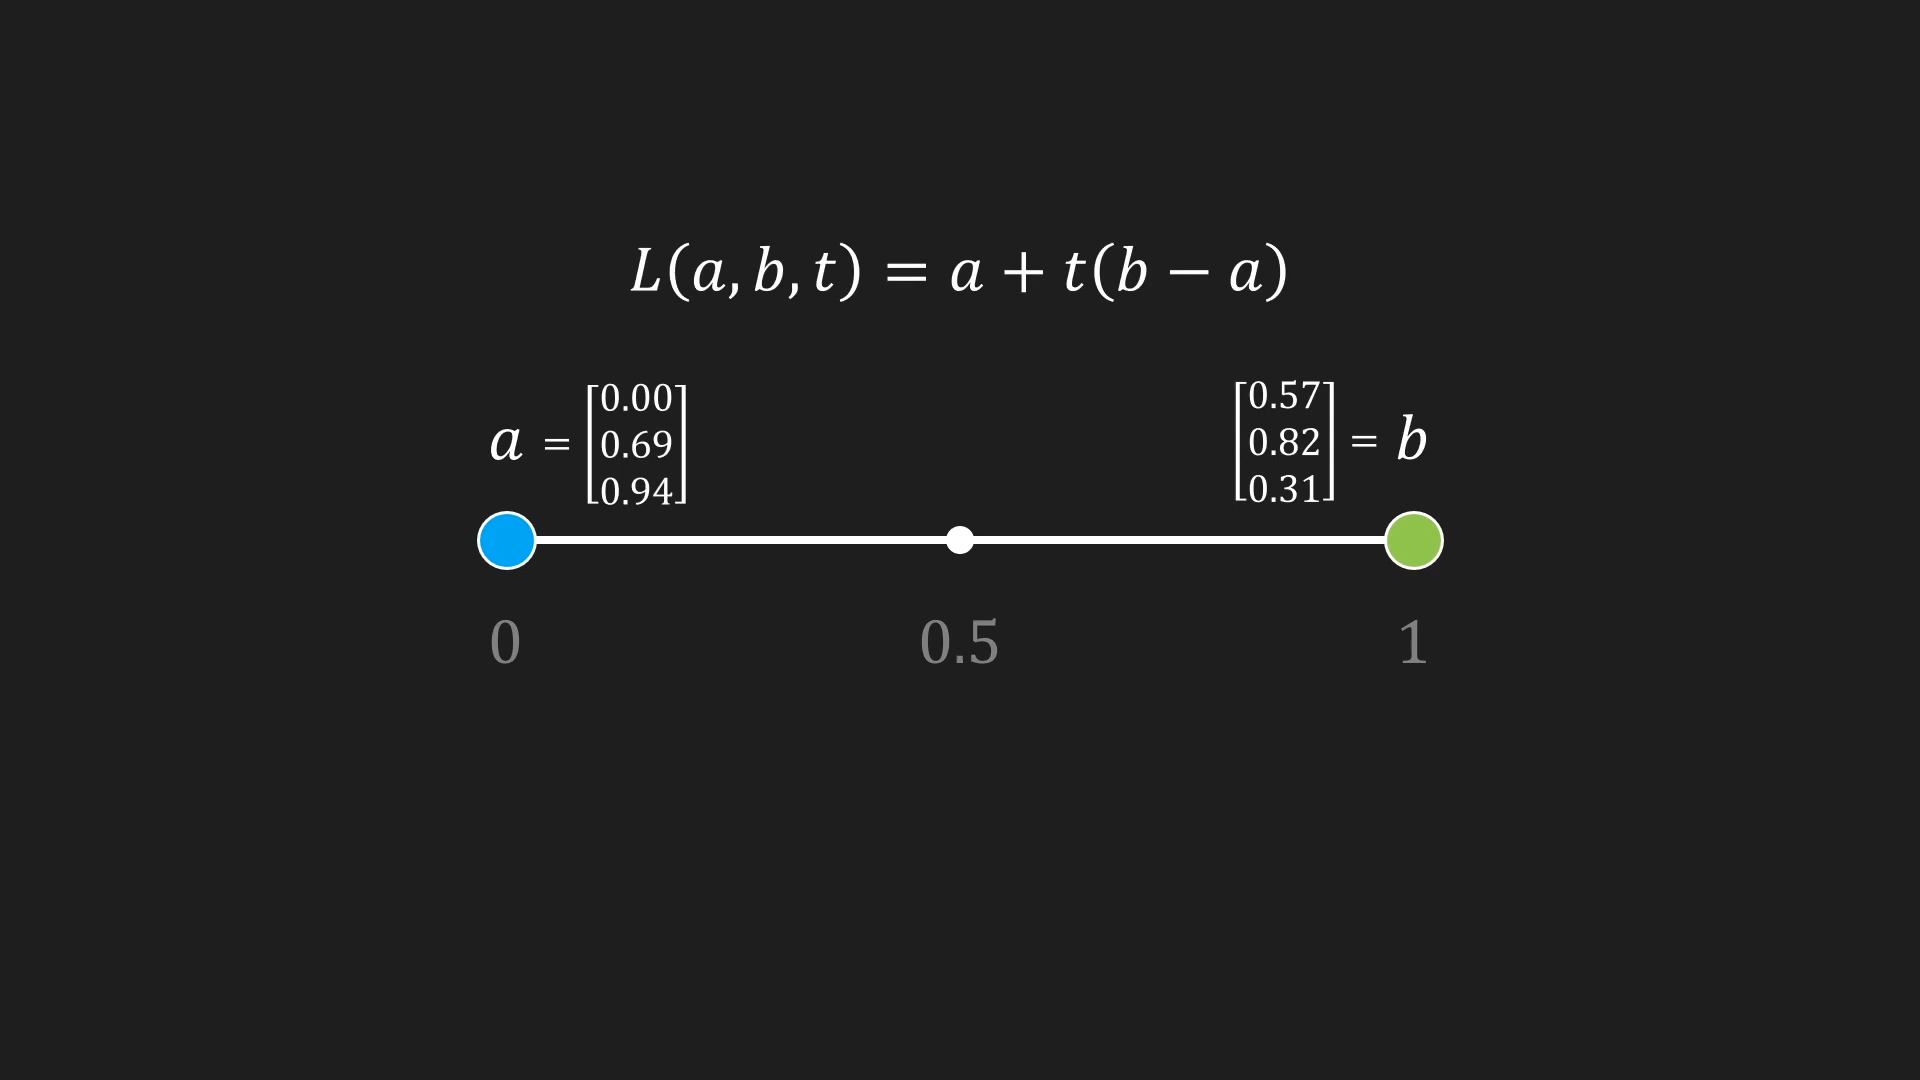 L(a, b, t) = a + t(b − a)
a = [0.00 0.69 0.94]
[0.57 0.82 0.31] = b
0 0.5 1